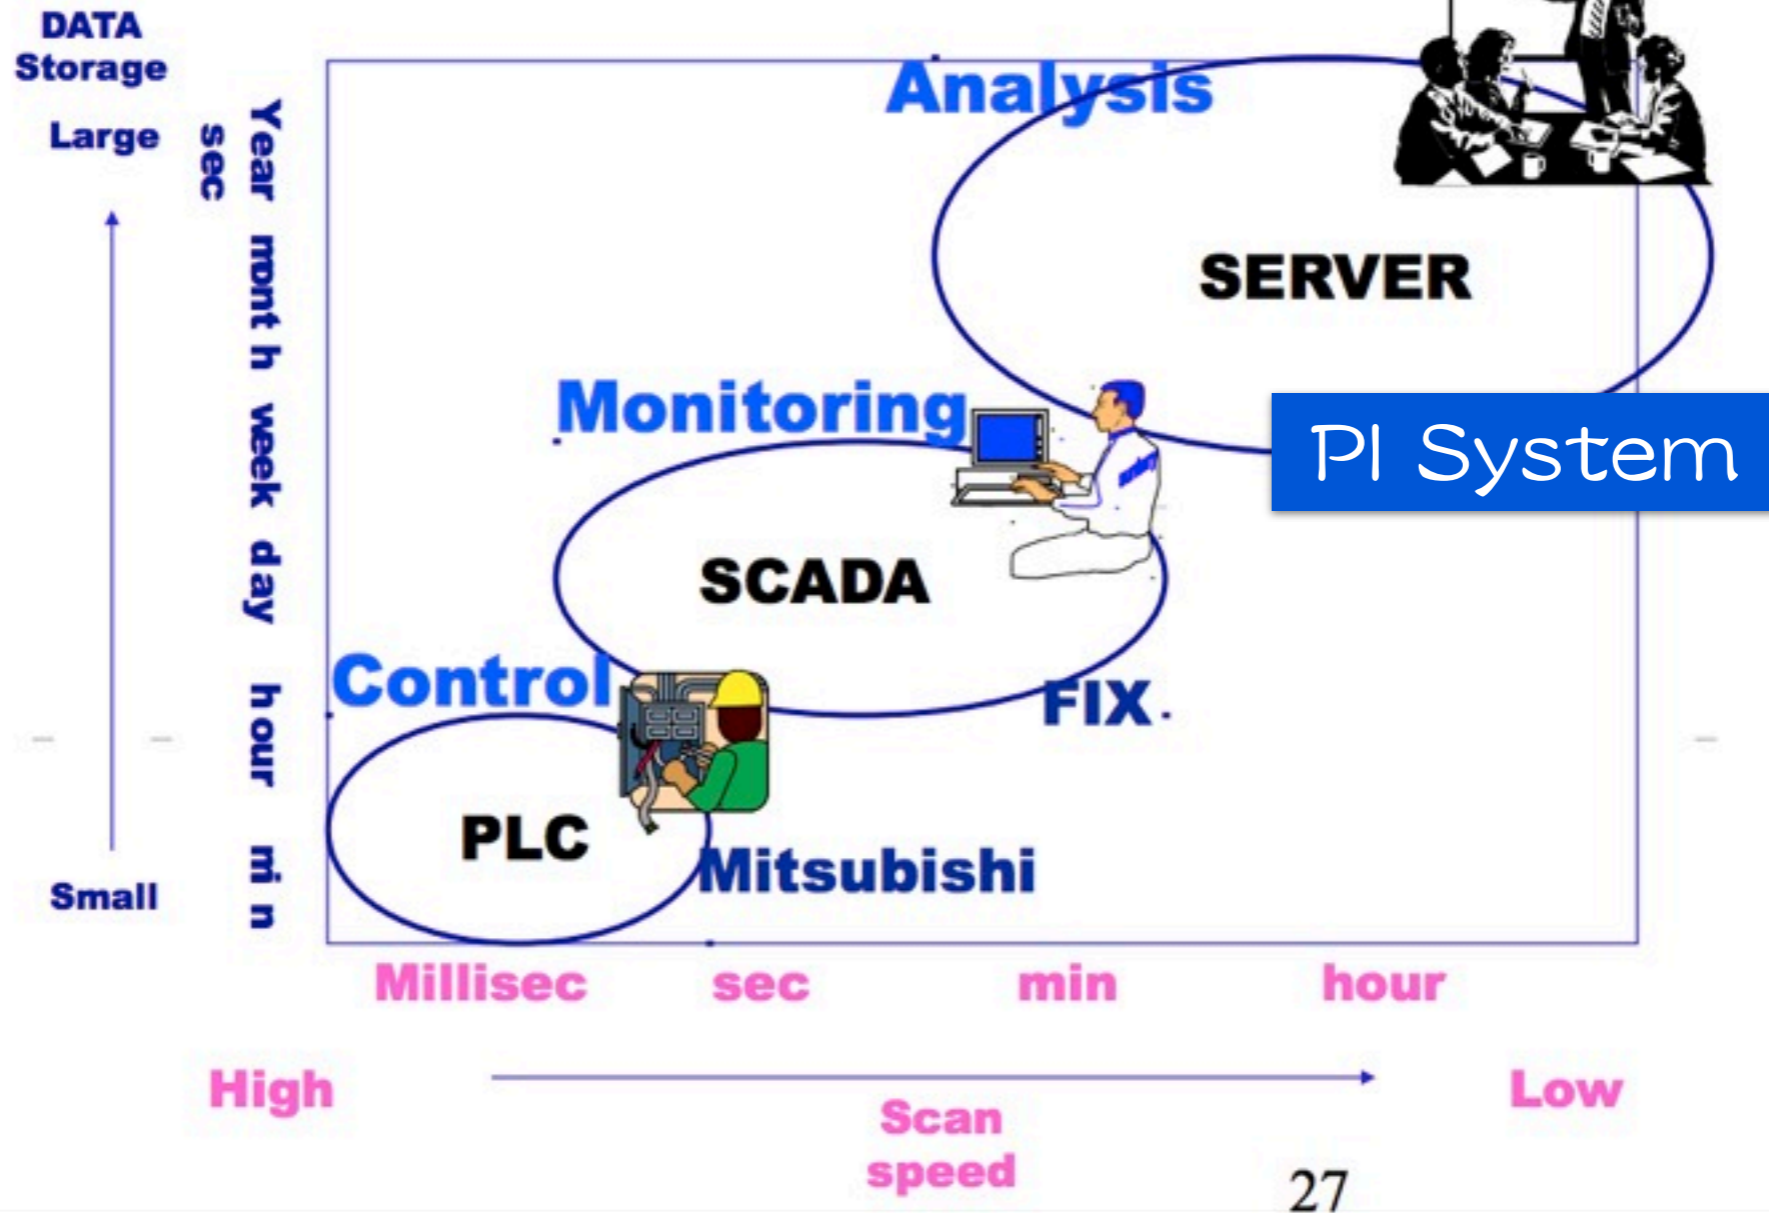 DATA
Storage
Large
Small
Year month week day hour min
sec
Analysis
SERVER
PI System
Monitoring
SCADA
FIX
Control
PLC
Mitsubishi
Millisec sec min hour
High
Low
Scan
speed
27